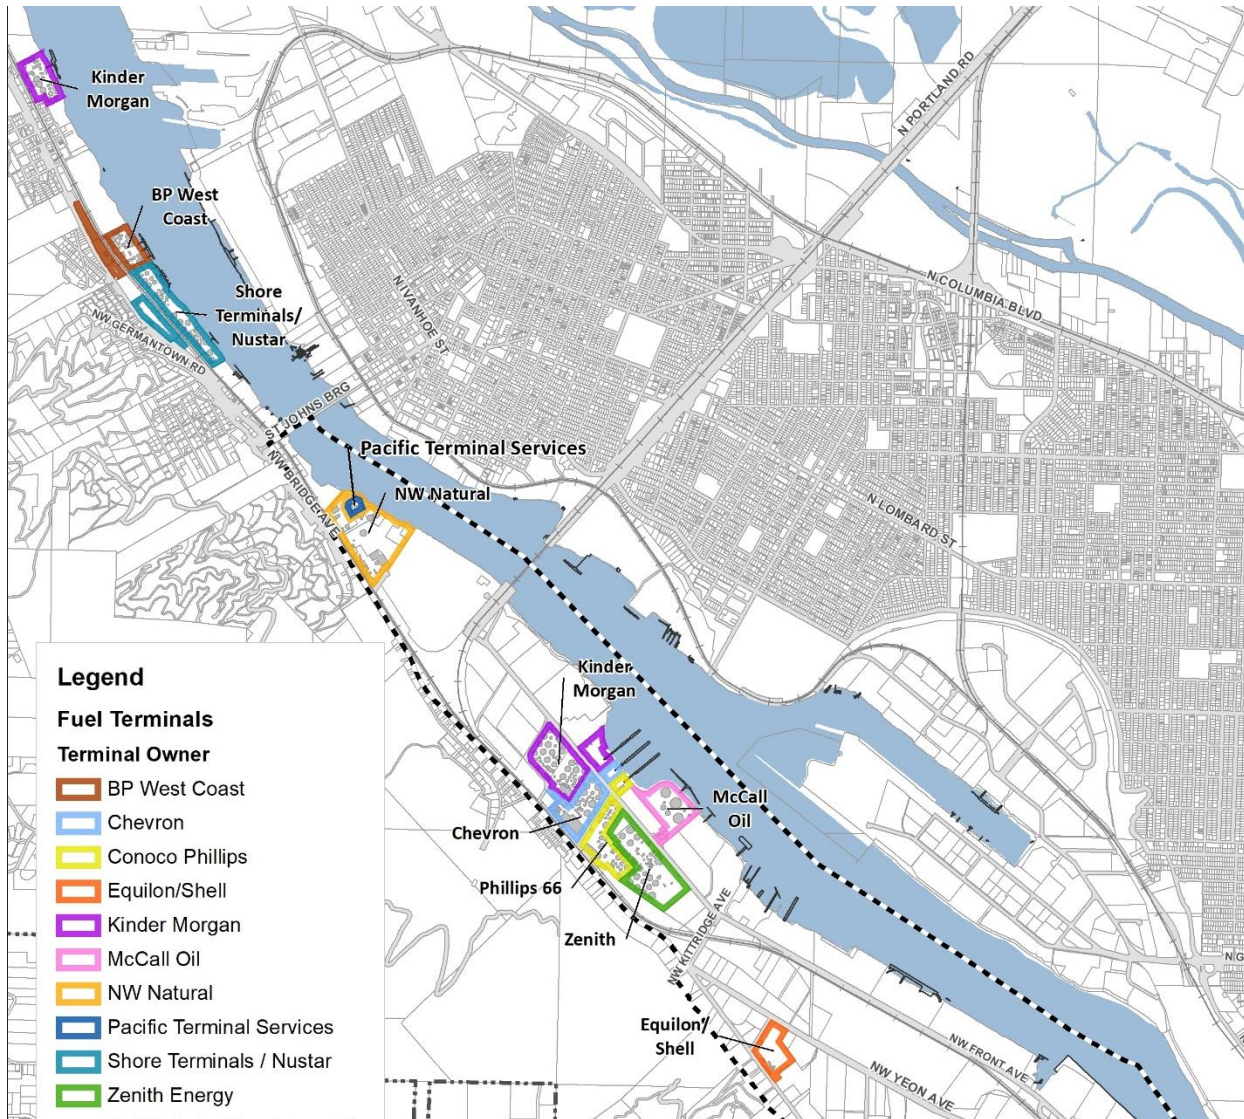 Kinder
Morgan
BP West
Coast
Shore
Terminals/
Nustar
NW GERMANTOWN RD
ST JOHNS BRG
NW BRIDGE AVE
N IVANHOE ST
N PORTLAND RD
N COLUMBIA BLVD
N LOMBARD ST
Pacific Terminal Services
NW Natural
Kinder
Morgan
McCall
Oil
Chevron
Phillips 66
Zenith
NW KITTRIDGE AVE
Equilon/
Shell
NW FRONT AVE
NW YEON AVE
N G
Legend
Fuel Terminals
Terminal Owner
BP West Coast
Chevron
Conoco Phillips
Equilon/Shell
Kinder Morgan
McCall Oil
NW Natural
Pacific Terminal Services
Shore Terminals / Nustar
Zenith Energy